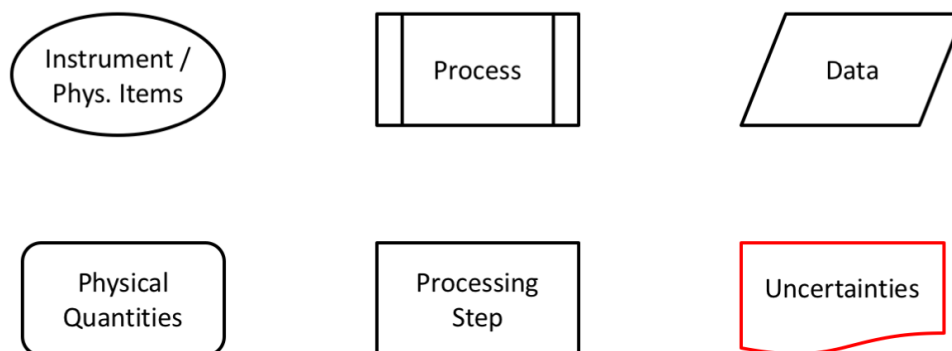 Instrument /
Phys. Items
Process
Data
Physical
Quantities
Processing
Step
Uncertainties